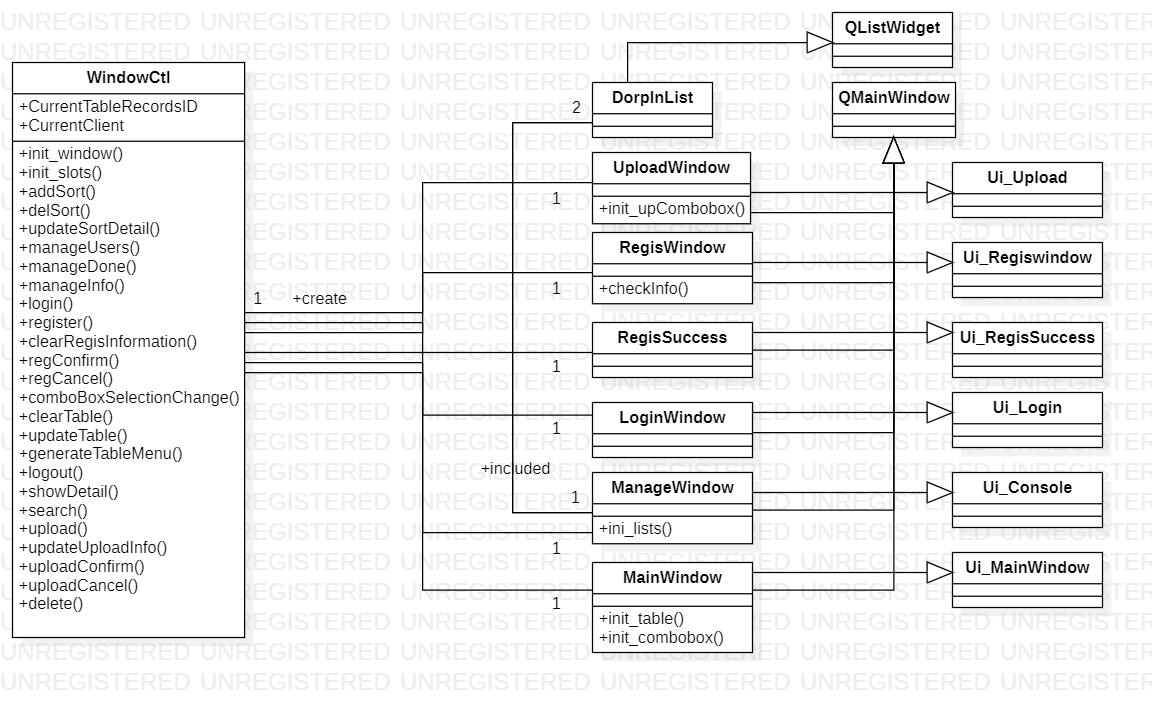 WindowCtl
+CurrentTableRecordsID
+CurrentClient
+init_window()
+init_slots()
+addSort()
+delSort()
+updateSortDetail()
+manageUsers()
+manageDone()
+manageInfo()
+login()
+register()
+clearRegisInformation()
+regConfirm()
+regCancel()
+comboBoxSelectionChange()
+clearTable()
+updateTable()
+generateTableMenu()
+logout()
+showDetail()
+search()
+upload()
+updateUploadInfo()
+uploadConfirm()
+uploadCancel()
+delete()
1
+create
2
1
1
1
1
+included
1
1
1
DorpInList
UploadWindow
+init_upCombobox()
RegisWindow
+checkInfo()
RegisSuccess
LoginWindow
ManageWindow
+ini_lists()
MainWindow
+init_table()
+init_combobox()
QListWidget
QMainWindow
Ui_Upload
Ui_Regiswindow
Ui_RegisSuccess
Ui_Login
Ui_Console
Ui_MainWindow
UNREGISTERED UNREGISTERED UNREGISTERED UNREGISTERED UNREGISTERED